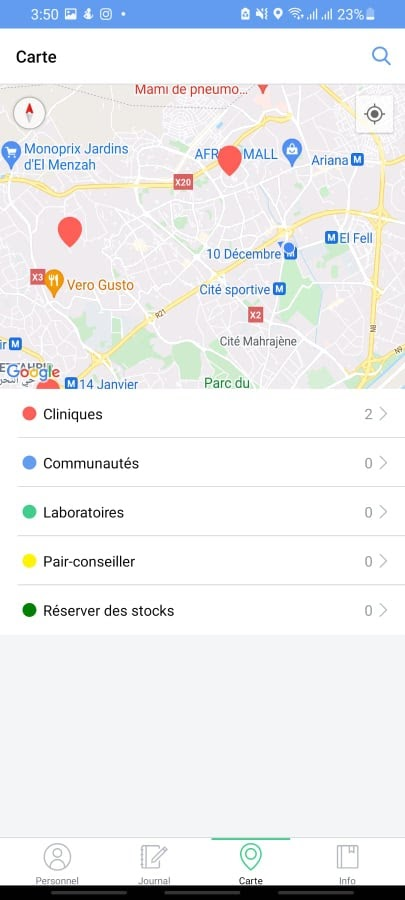 3:50
23%
Carte
Mami de pneumo...
Monoprix Jardins
d'El Menzah
MALL
Ariana M
X20
M El Fell
10 Décembre
X3
Vero Gusto
Cité sportive M
R21
X2
Cité Mahrajène
N8
N9
M
Google
M 14 Janvier
Parc du
Cliniques 2
Communautés 0
Laboratoires 0
Pair-conseiller 0
Réserver des stocks 0
Personnel
Journal
Carte
Info